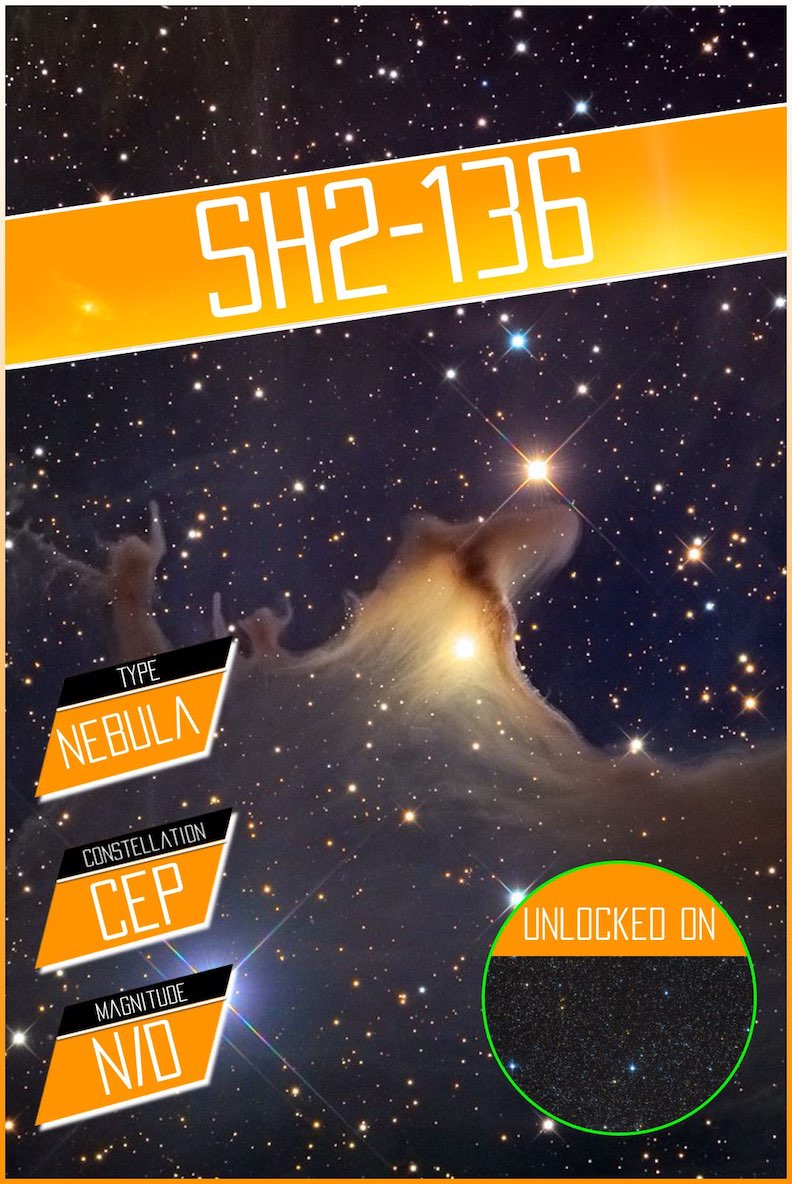 SH2-136
TYPE
NEBULA
CONSTELLATION
CEP
MAGNITUDE
N/D
UNLOCKED ON